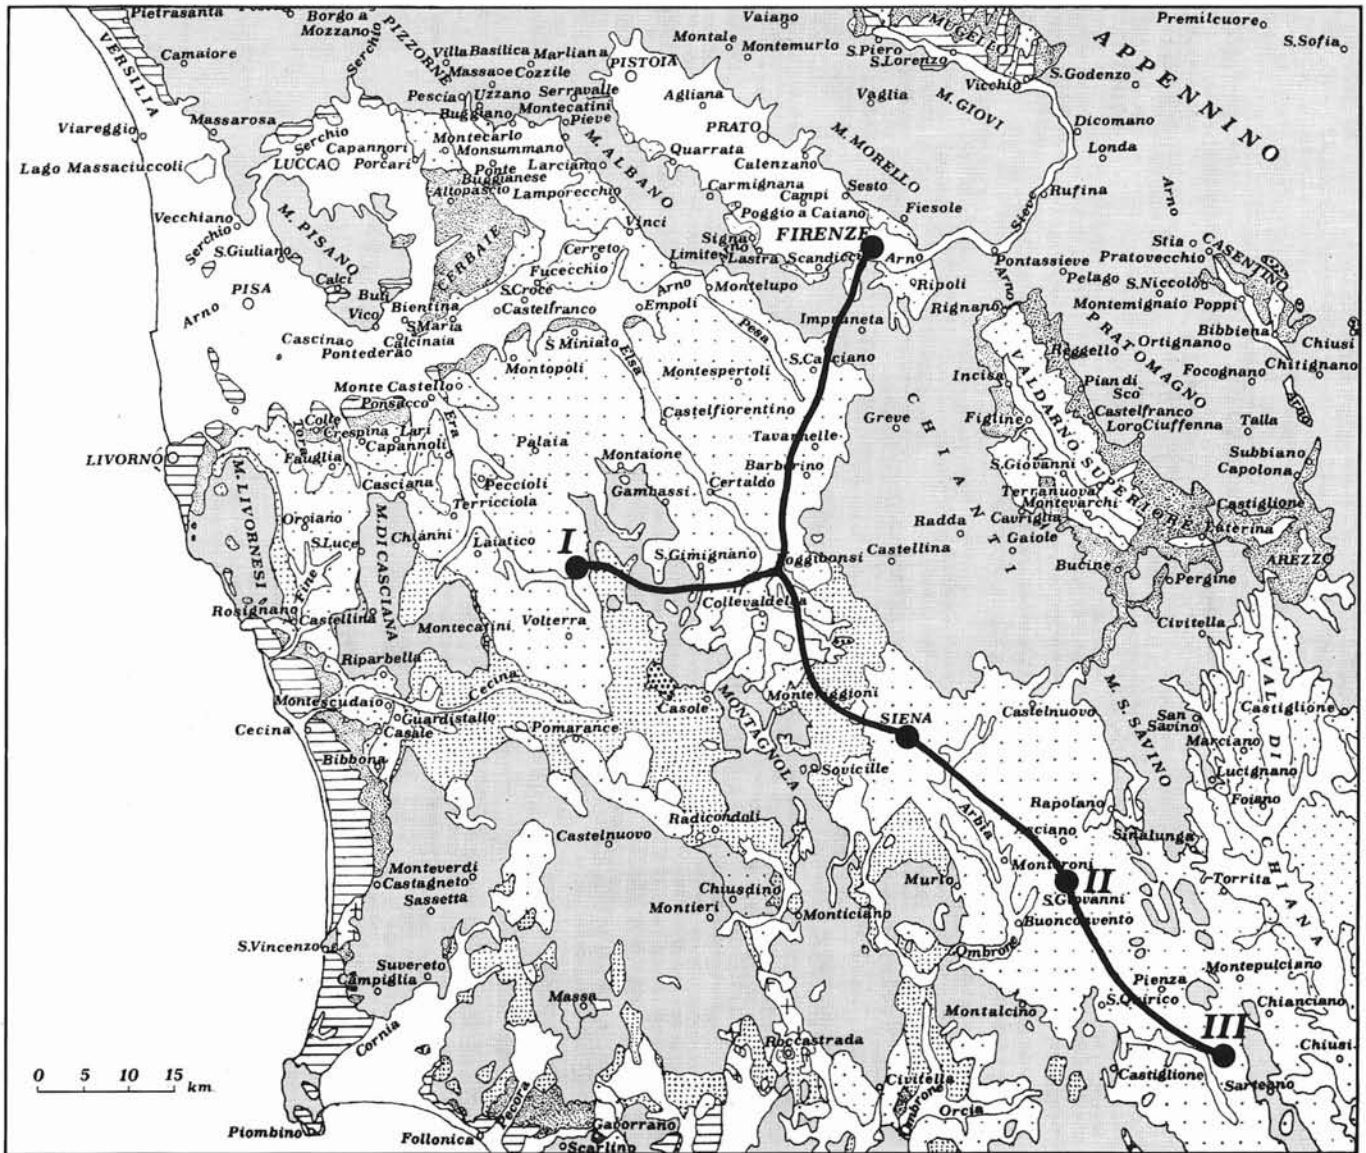 Pietrasanta
Borgo a
Mozzano
Serchio
PIZZORNE
Vaiano
Premilcuore
S.Sofia
APPENNINO
VERSILIA
Camaiore
Villa Basilica
Marliana
Montale
Montemurlo
S.Piero
MUGELLO
S.Lorenzo
S.Godenzo
PISTOIA
Massa e Cozzile
Vicchio
Pescia
Uzzano
Serravalle
Agliana
Vaglia
M. GIOVI
Buggiano
Montecatini
Pieve
Dicomano
Viareggio
Massarosa
Serchio
Montecarlo
PRATO
M. MORELLO
Londa
Capannori
Monsummano
M. ALBANO
Quarrata
Calenzano
LUCCA
Porcari
Ponte
Buggianese
Larciano
Lago Massaciuccoli
Altopascio
Lamporecchio
Carmignana
Campi
Sesto
Rufina
Arno
Vecchiano
M. PISANO
Vinci
Poggio a Caiano
Fiesole
Sieve
Serchio
S.Giuliano
CERBAIE
Cerreto
Signa
FIRENZE
Stia
CASENTINO
Limite
Arno
Lastra
Scandicci
Arno
Pontassieve
Pratovecchio
Calci
Fucecchio
Pelago
S.Niccolò
PISA
Buti
S.Croce
Arno
Montelupo
Ripoli
Arno
Montemignaio
Poppi
Arno
Bientina
Castelfranco
Empoli
Rignano
PRATOMAGNO
Vico
S.Maria
Pesa
Impruneta
Bibbiena
Cascina
Calcinaia
S Miniato
Elsa
Reggello
Ortignano
Chiusi
Pontedera
Montopoli
S.Casciano
VALDARNO SUPERIORE
Chitignano
Monte Castello
Montespertoli
Incisa
Pian di
Sco
Focognano
Ponsacco
Era
CHIANTI
Castelfranco
Arno
Colle
Tora
Crespina
Lari
Castelfiorentino
Greve
Figline
Loro Ciuffenna
Talla
Capannoli
Palaia
Tavarnelle
Subbiano
LIVORNO
Fauglia
Montaione
Barberino
S.Giovanni
Capolona
M. LIVORNESI
Casciana
Peccioli
Gambassi
Certaldo
Terranuova
Terricciola
Montevarchi
Castiglione
Orciano
M. DI CASCIANA
Radda
Cavriglia
Laterina
S.Luce
Chianni
Laiatico
I
S.Gimignano
Poggibonsi
Castellina
Gaiole
AREZZO
Fine
Bucine
Pergine
Rosignano
Castellina
Collevaldelsa
Montecatini
Volterra
Civitella
Riparbella
Cecina
VAL DI CHIANA
Montescudaio
Casole
MONTAGNOLA
Monteriggioni
M. S. SAVINO
Guardistallo
SIENA
Castelnuovo
San
Savino
Castiglione
Cecina
Casale
Pomarance
Marciano
Bibbona
Sovicille
Lucignano
Arbia
Rapolano
Foiano
Radicondoli
Castelnuovo
Asciano
Sinalunga
Monteverdi
Monteroni
Castagneto
Chiusdino
Murlo
II
Torrita
Sassetta
Montieri
Monticiano
S.Giovanni
Buonconvento
S.Vincenzo
Ombrone
Suvereto
Montepulciano
Campiglia
Massa
Pienza
S.Quirico
Chianciano
Montalcino
III
Cornia
Roccastrada
Chiusi
0 5 10 15
km.
Civitella
Castiglione
Sarteano
Pecora
Ombrone
Orcia
Piombino
Follonica
Gavorrano
Scarlino